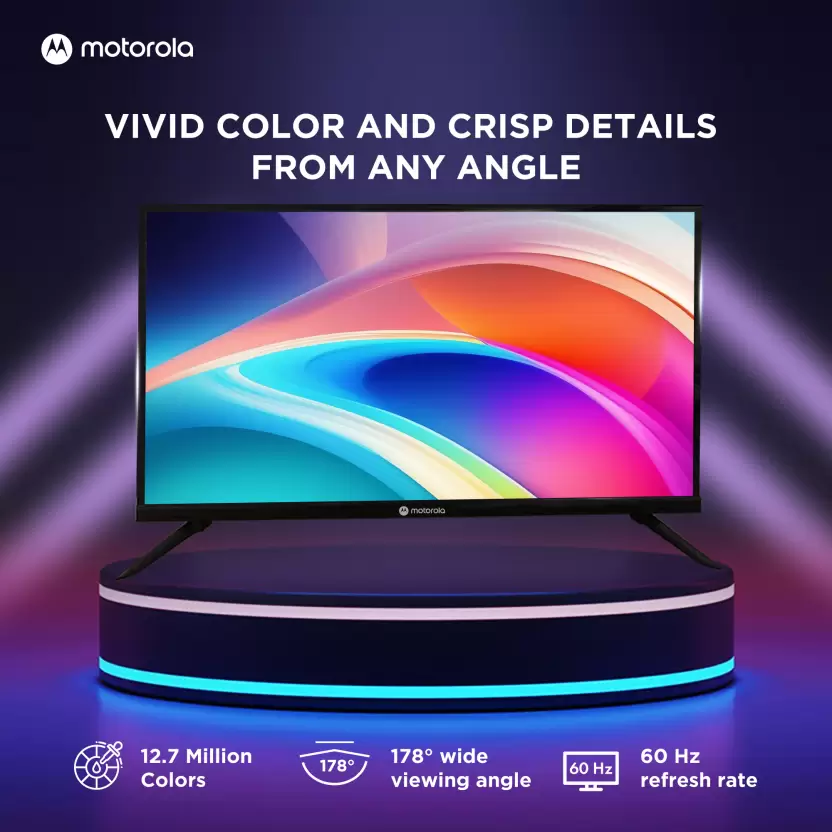 motorola
VIVID COLOR AND CRISP DETAILS
FROM ANY ANGLE
motorola
12.7 Million
Colors
178°
178° wide
viewing angle
60 Hz
60 Hz
refresh rate